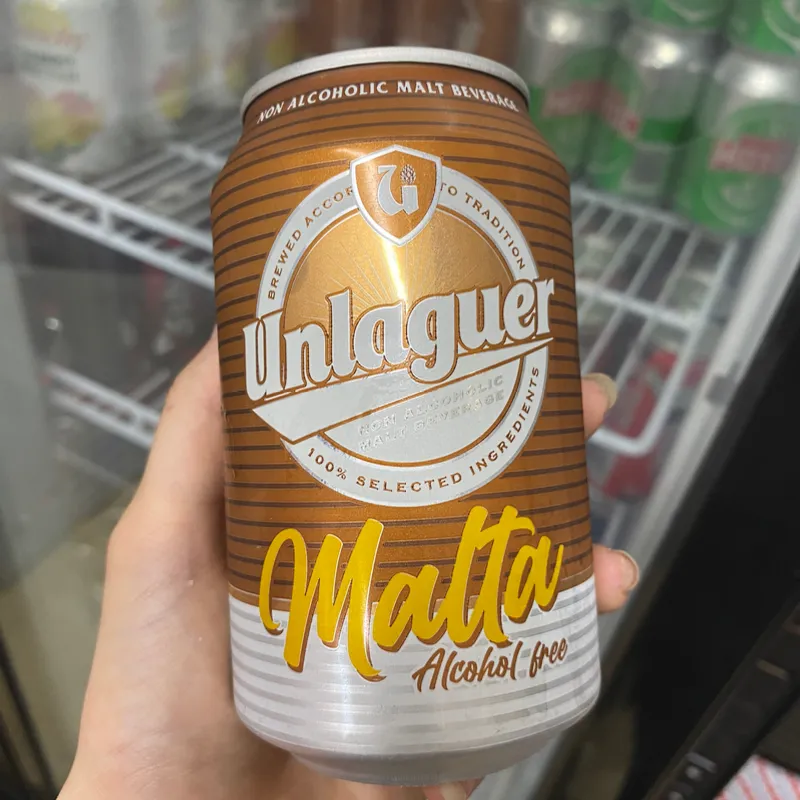 NON ALCOHOLIC MALT BEVERAGE
BREWED ACCOR TO TRADITION
U
Unlaguer
NON ALCOHOLIC
MALT BEVERAGE
100% SELECTED INGREDIENTS
Malta
Alcohol free